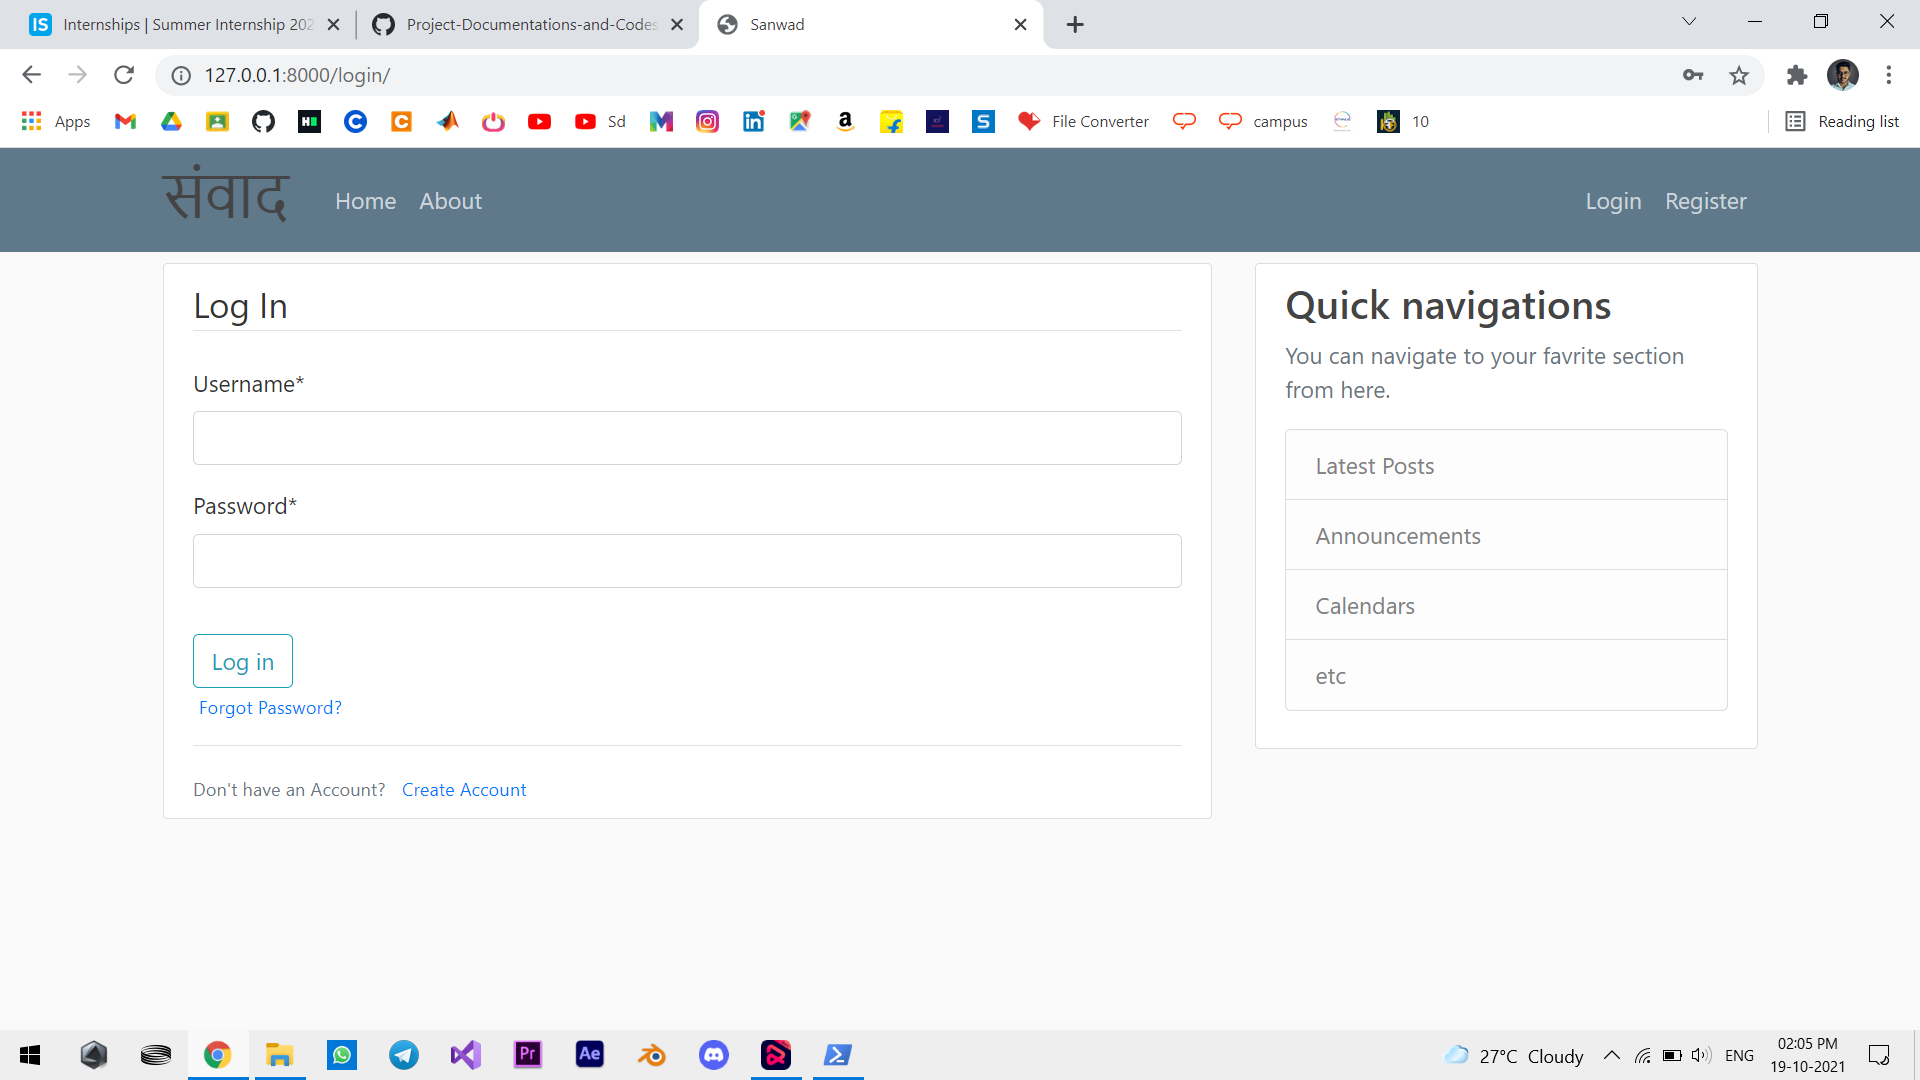 Internships | Summer Internship 202
Project-Documentations-and-Codes
Sanwad
127.0.0.1:8000/login/
Apps
Sd
File Converter
campus
10
Reading list
संवाद
Home
About
Login
Register
Log In
Username*
Password*
Log in
Forgot Password?
Don't have an Account? Create Account
Quick navigations
You can navigate to your favrite section
from here.
Latest Posts
Announcements
Calendars
etc
27°C Cloudy
ENG
02:05 PM
19-10-2021